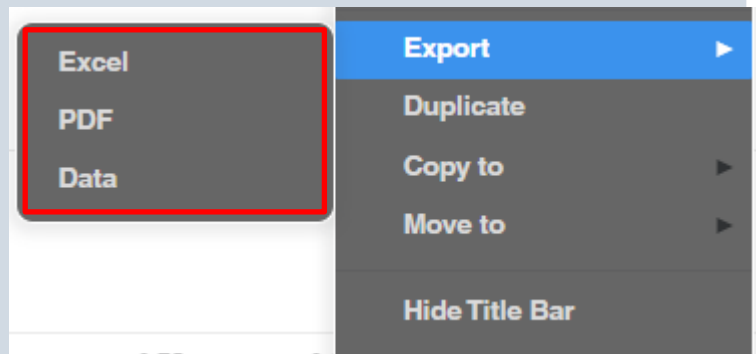 Excel
PDF
Data
Export
Duplicate
Copy to
Move to
Hide Title Bar